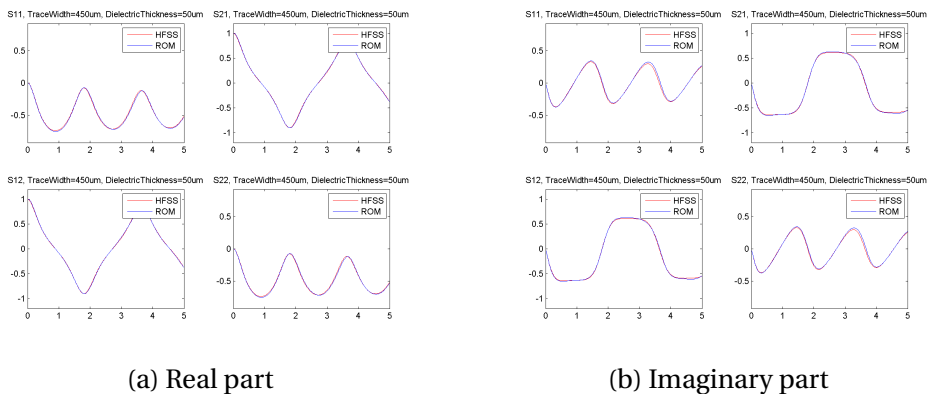 S11, TraceWidth=450um, DielectricThickness=50um
HFSS
ROM
0.5
0
-0.5
0 1 2 3 4 5
S21, TraceWidth=450um, DielectricThickness=50um
HFSS
ROM
1
0.5
0
-0.5
-1
0 1 2 3 4 5
S12, TraceWidth=450um, DielectricThickness=50um
HFSS
ROM
1
0.5
0
-0.5
-1
0 1 2 3 4 5
S22, TraceWidth=450um, DielectricThickness=50um
HFSS
ROM
0.5
0
-0.5
0 1 2 3 4 5
(a) Real part
S11, TraceWidth=450um, DielectricThickness=50um
HFSS
ROM
0.5
0
-0.5
0 1 2 3 4 5
S21, TraceWidth=450um, DielectricThickness=50um
HFSS
ROM
1
0.5
0
-0.5
-1
0 1 2 3 4 5
S12, TraceWidth=450um, DielectricThickness=50um
HFSS
ROM
1
0.5
0
-0.5
-1
0 1 2 3 4 5
S22, TraceWidth=450um, DielectricThickness=50um
HFSS
ROM
0.5
0
-0.5
0 1 2 3 4 5
(b) Imaginary part